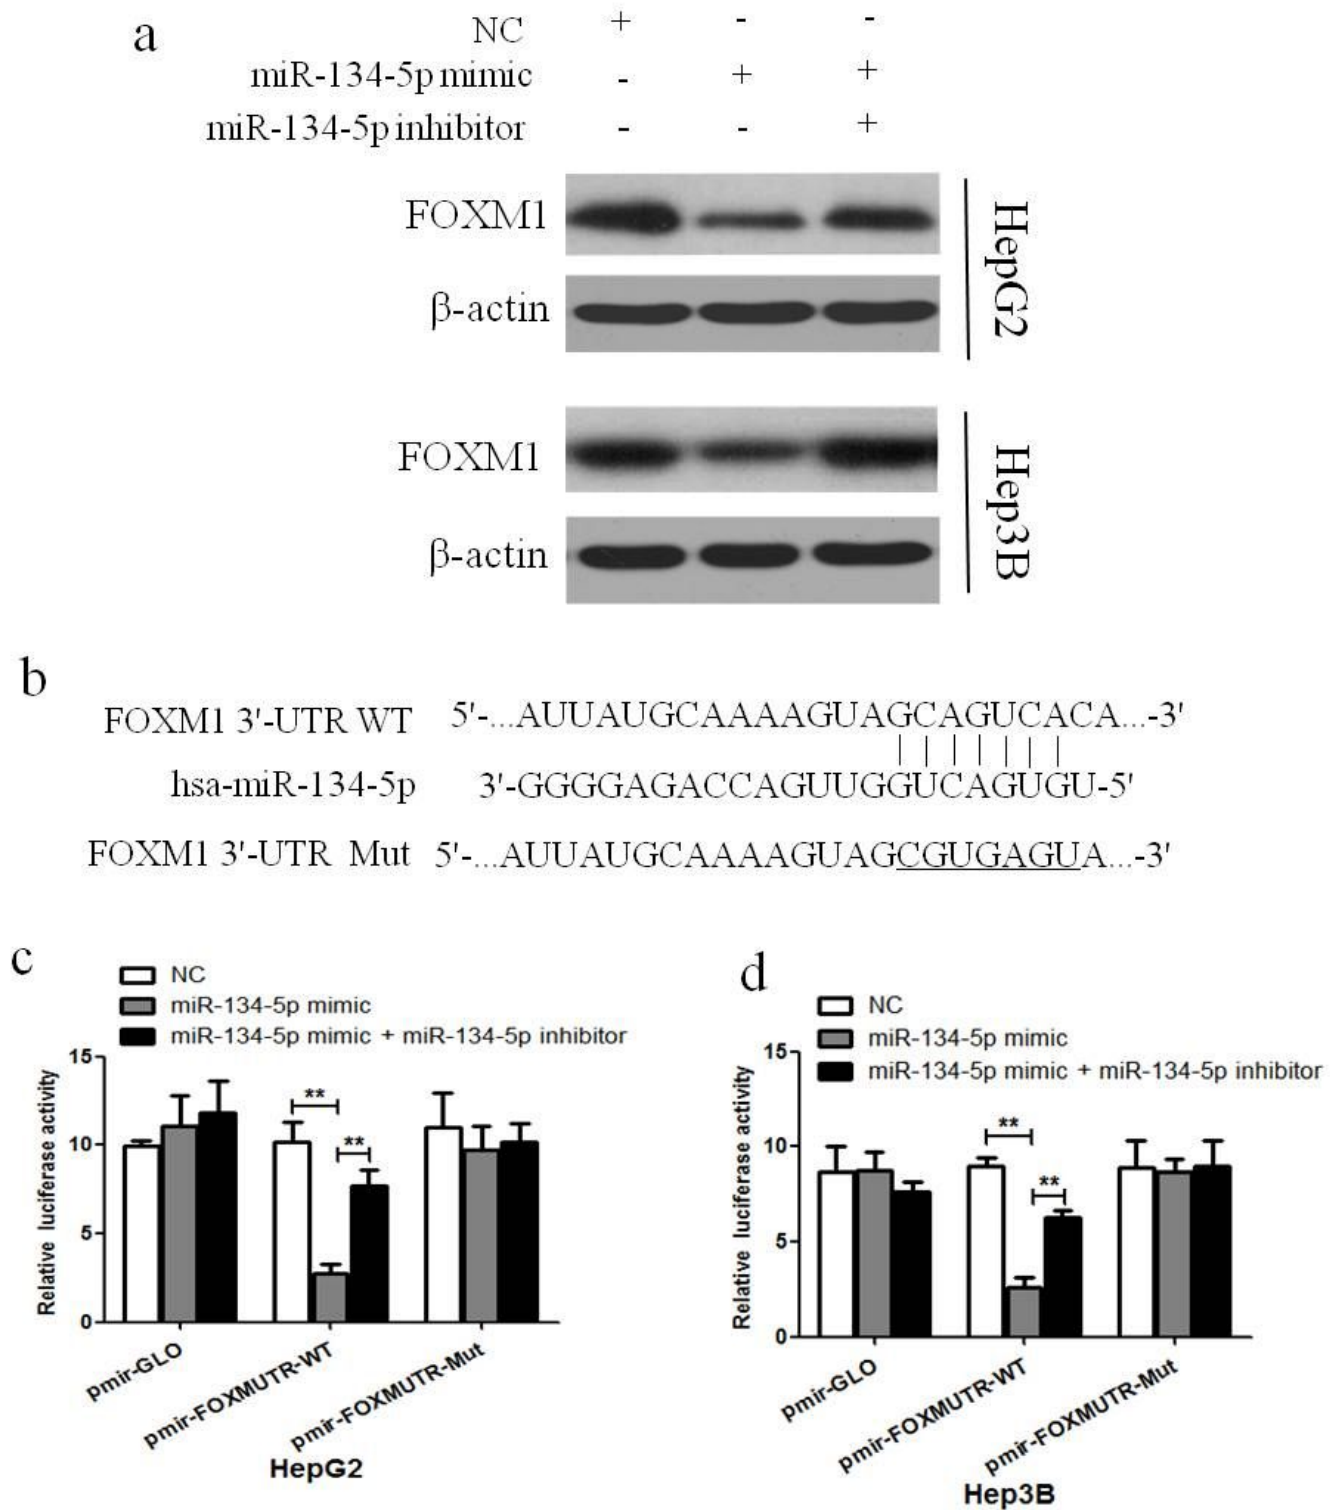 a
NC + - -
miR-134-5p mimic - + +
miR-134-5p inhibitor - - +
FOXM1
β-actin
HepG2
FOXM1
β-actin
Hep3B
b
FOXM1 3'-UTR WT 5'-...AUUAUGCAAAAGUAGCAGUCACA...-3'
hsa-miR-134-5p 3'-GGGGAGACCAGUUGGUCAGUGU-5'
FOXM1 3'-UTR Mut 5'-...AUUAUGCAAAAGUAGCGUGAGUA...-3'
c
NC
miR-134-5p mimic
miR-134-5p mimic + miR-134-5p inhibitor
Relative luciferase activity
15
10
5
0
**
**
pmir-GLO
pmir-FOXMUTR-WT
pmir-FOXMUTR-Mut
HepG2
d
NC
miR-134-5p mimic
miR-134-5p mimic + miR-134-5p inhibitor
Relative luciferase activity
15
10
5
0
**
**
pmir-GLO
pmir-FOXMUTR-WT
pmir-FOXMUTR-Mut
Hep3B